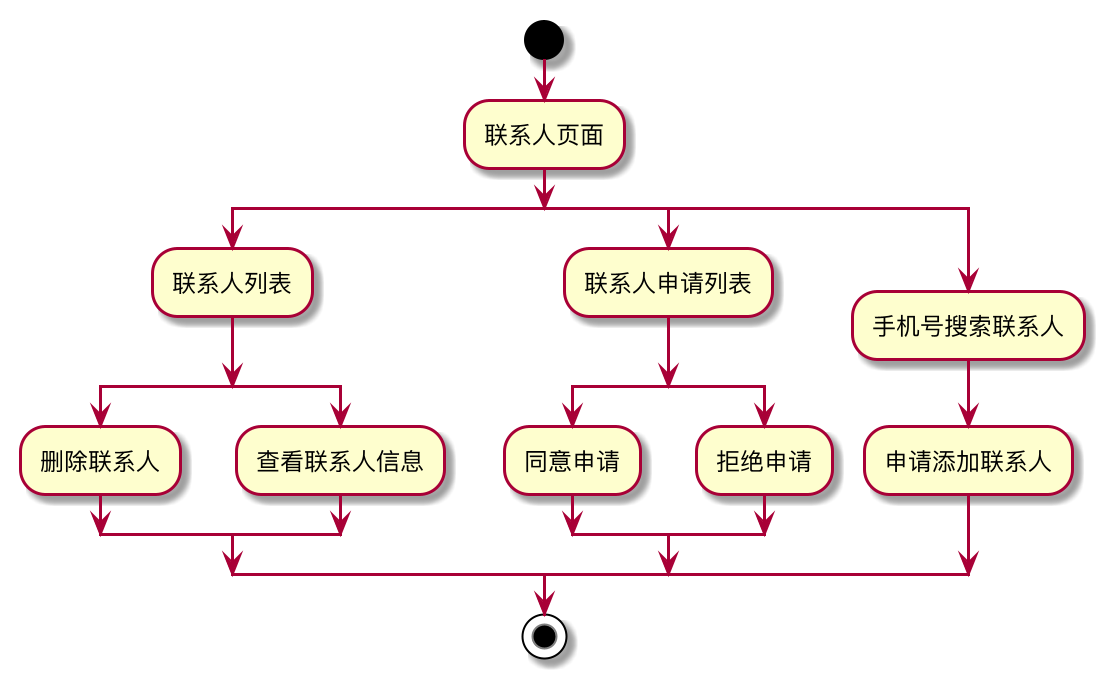 联系人页面
联系人列表
联系人申请列表
手机号搜索联系人
删除联系人
查看联系人信息
同意申请
拒绝申请
申请添加联系人